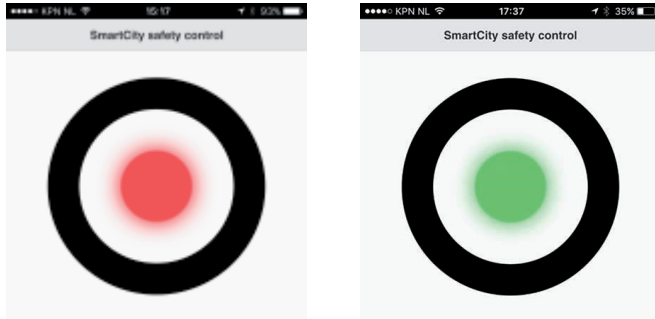 KPN NL 15:17 93%
SmartCity safety control
KPN NL 17:37 35%
SmartCity safety control